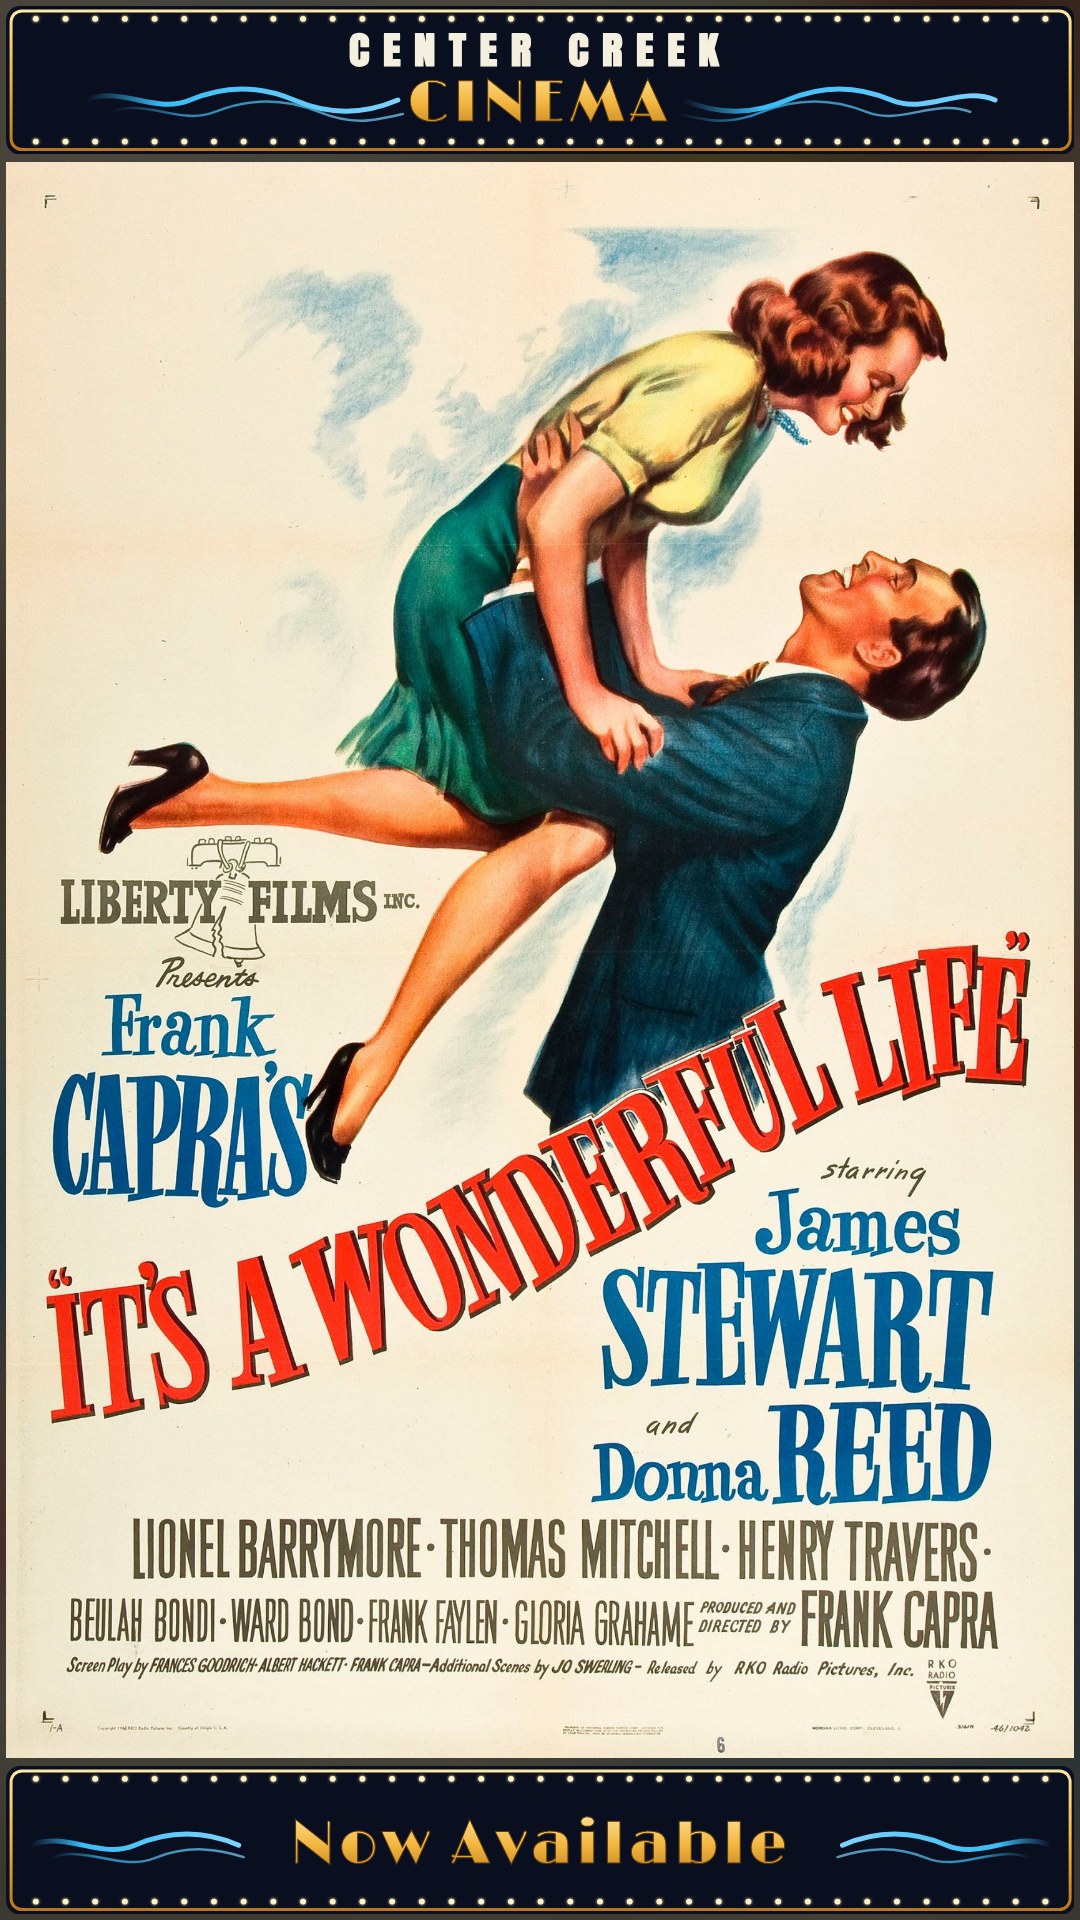 CENTER CREEK
CINEMA
LIBERTY FILMS INC.
Presents
Frank
CAPRA'S
"IT'S A WONDERFUL LIFE"
starring
James
STEWART
and
Donna REED
LIONEL BARRYMORE · THOMAS MITCHELL · HENRY TRAVERS ·
BEULAH BONDI · WARD BOND · FRANK FAYLEN · GLORIA GRAHAME PRODUCED AND DIRECTED BY FRANK CAPRA
Screen Play by FRANCES GOODRICH · ALBERT HACKETT · FRANK CAPRA – Additional Scenes by JO SWERLING – Released by RKO Radio Pictures, Inc.
RKO
RADIO
PICTURES
1-A
46/1042
6
Now Available